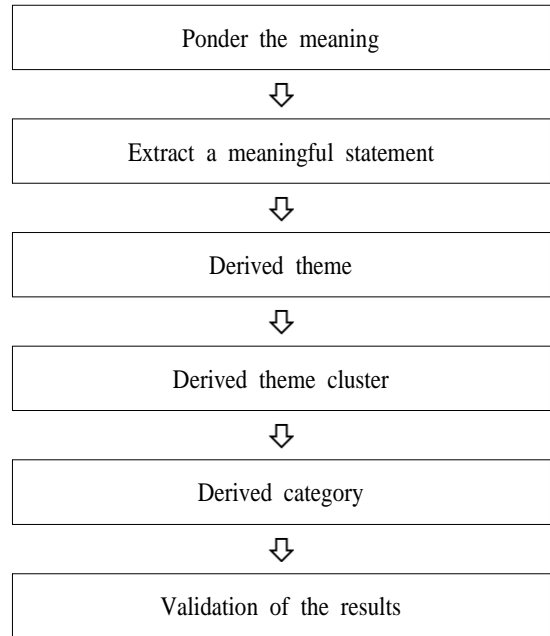 Ponder the meaning
Extract a meaningful statement
Derived theme
Derived theme cluster
Derived category
Validation of the results